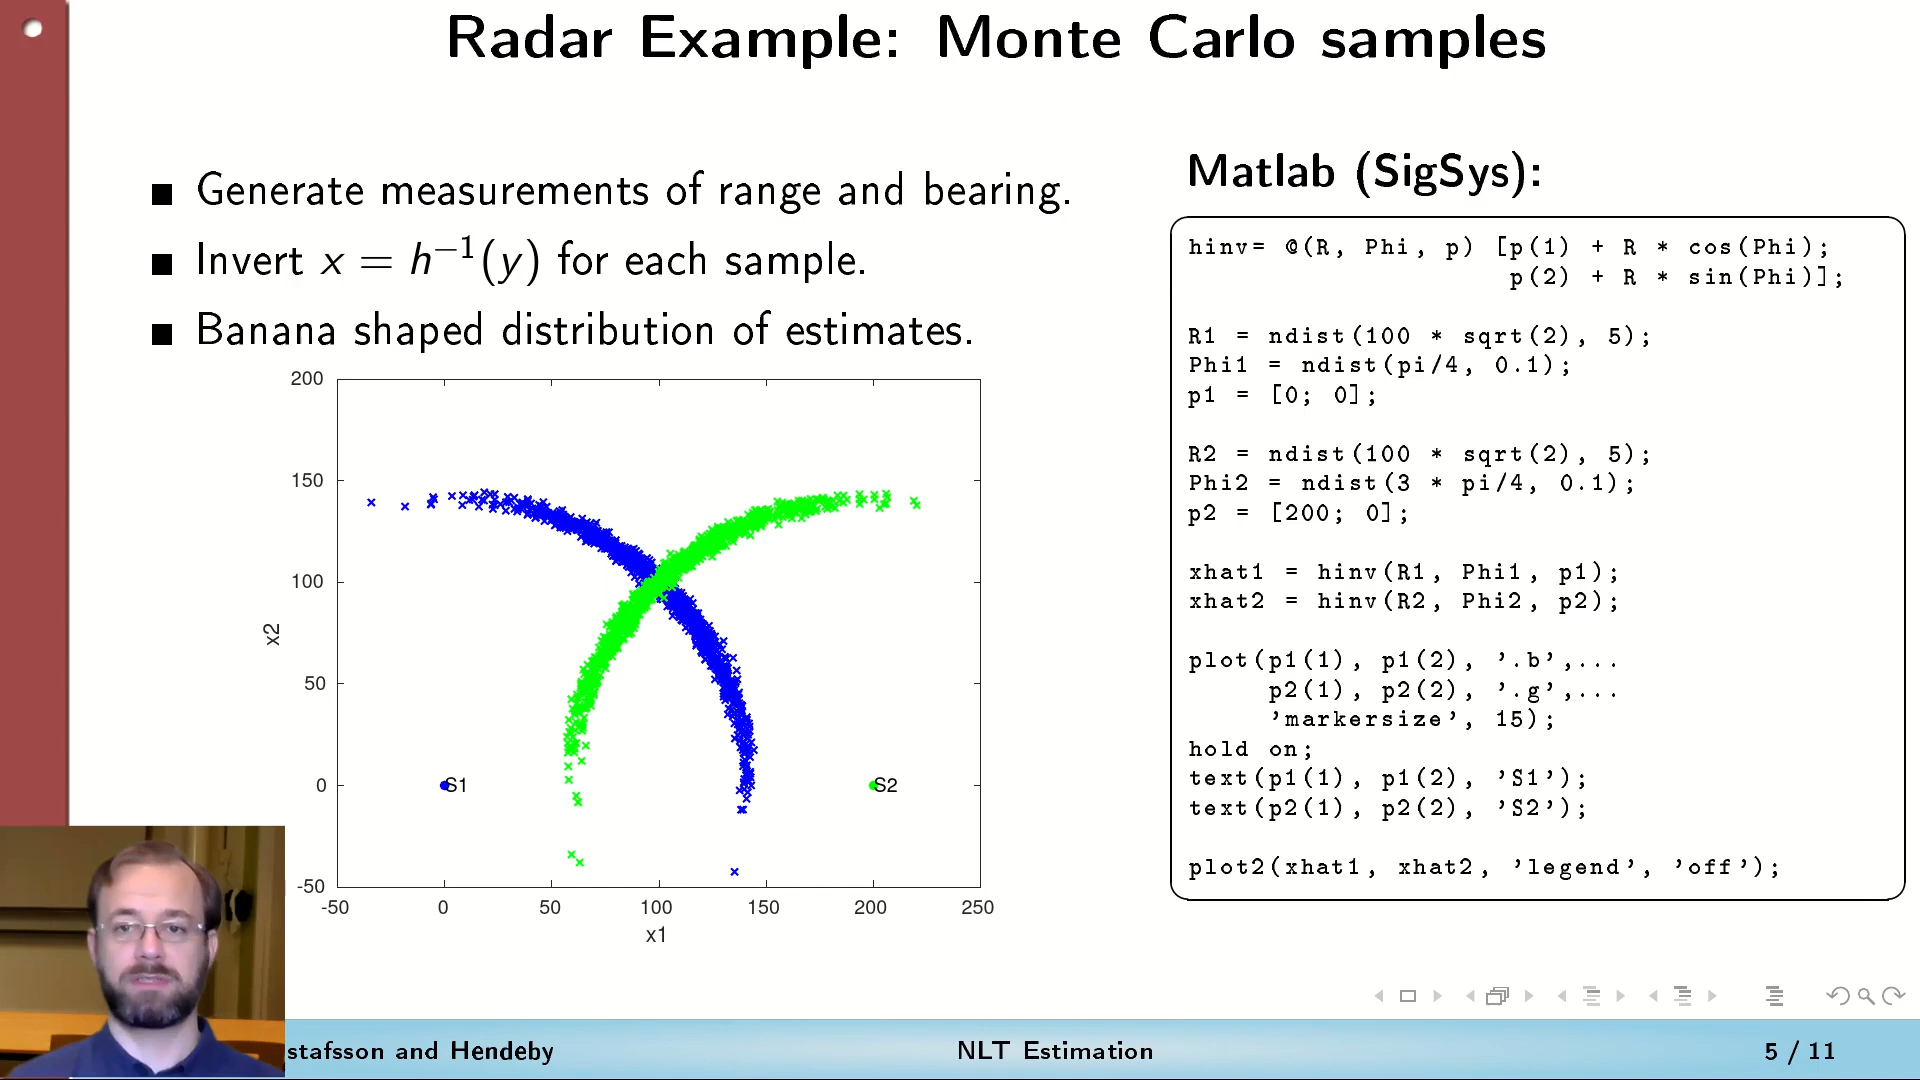 Radar Example: Monte Carlo samples
■ Generate measurements of range and bearing.
■ Invert x = h⁻¹(y) for each sample.
■ Banana shaped distribution of estimates.
200
150
100
50
0
-50
x2
S1
S2
-50 0 50 100 150 200 250
x1
Matlab (SigSys):
hinv= @(R, Phi, p) [p(1) + R * cos(Phi);
p(2) + R * sin(Phi)];
R1 = ndist(100 * sqrt(2), 5);
Phi1 = ndist(pi/4, 0.1);
p1 = [0; 0];
R2 = ndist(100 * sqrt(2), 5);
Phi2 = ndist(3 * pi/4, 0.1);
p2 = [200; 0];
xhat1 = hinv(R1, Phi1, p1);
xhat2 = hinv(R2, Phi2, p2);
plot(p1(1), p1(2), '.b',...
p2(1), p2(2), '.g',...
'markersize', 15);
hold on;
text(p1(1), p1(2), 'S1');
text(p2(1), p2(2), 'S2');
plot2(xhat1, xhat2, 'legend', 'off');
stafsson and Hendeby
NLT Estimation
5 / 11